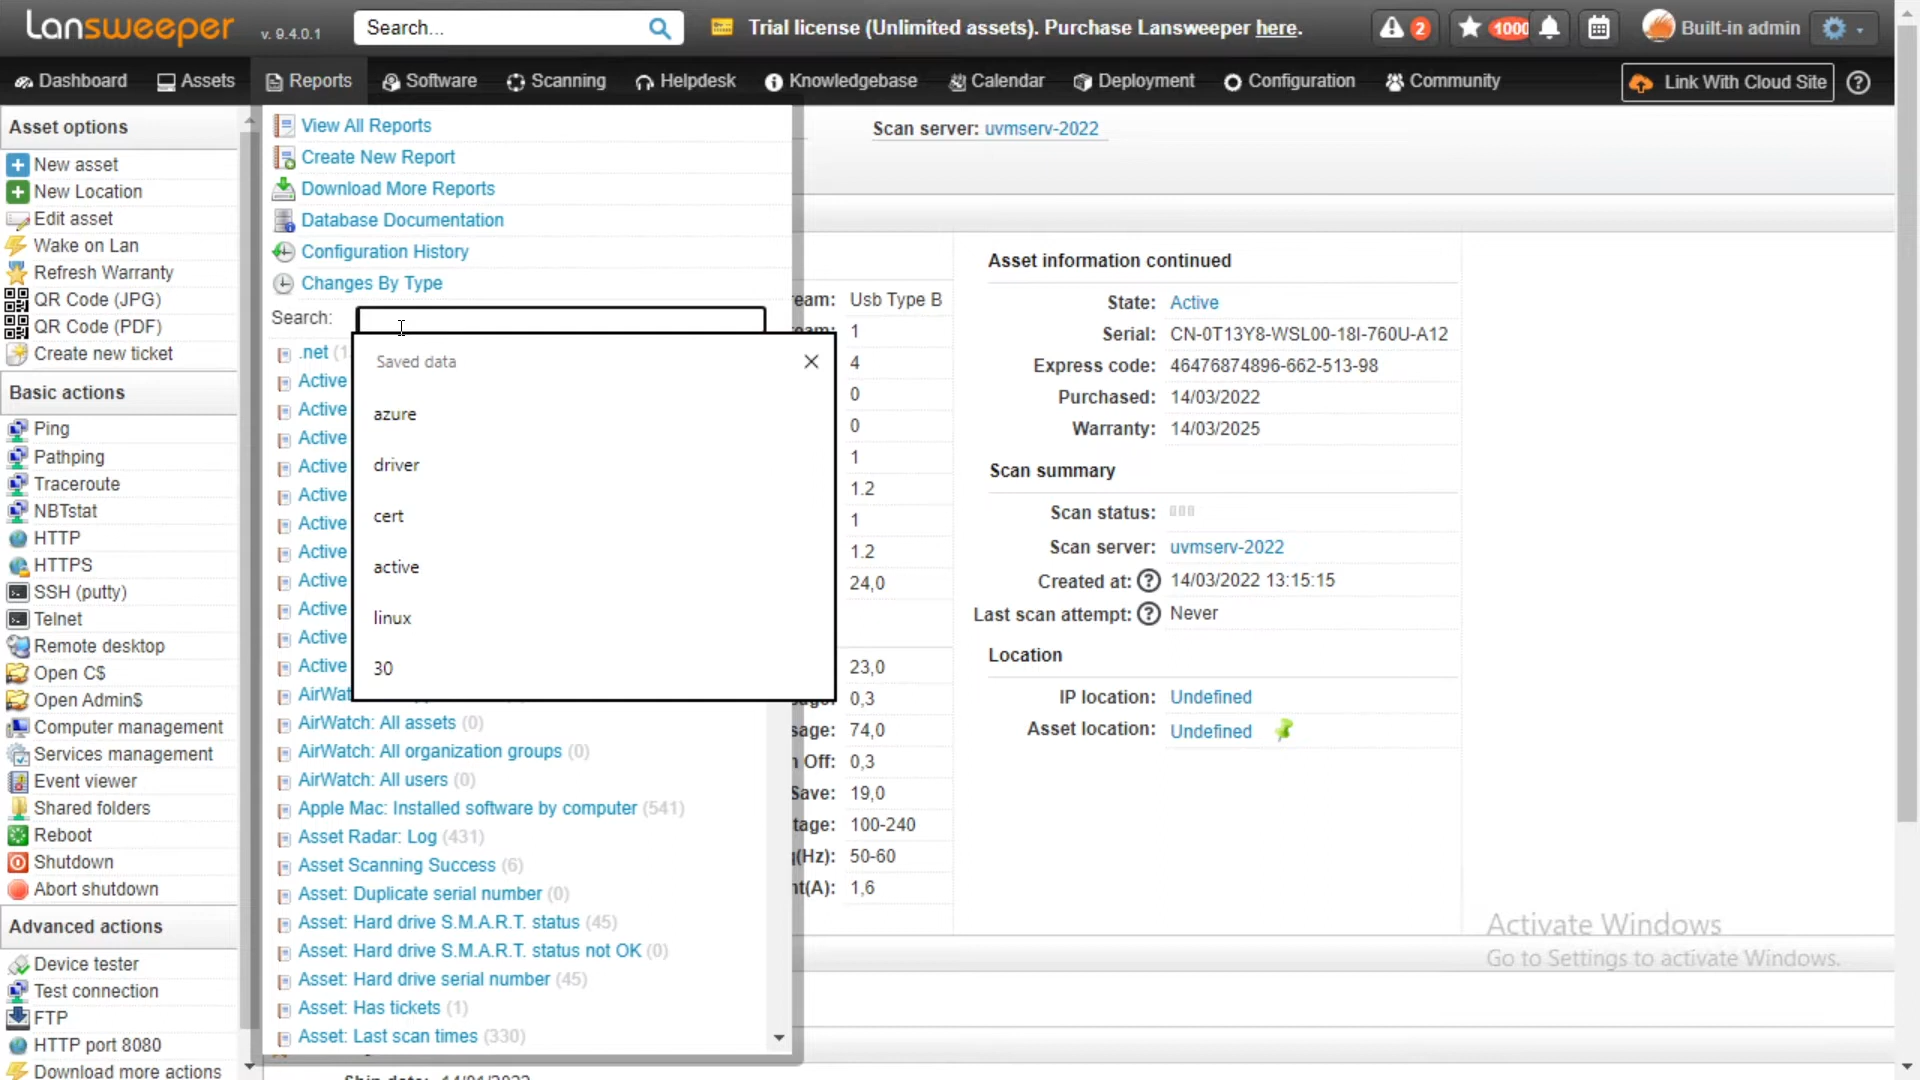 Lansweeper v. 9.4.0.1
Search...
Trial license (Unlimited assets). Purchase Lansweeper here.
2
1000
Built-in admin
Dashboard
Assets
Reports
Software
Scanning
Helpdesk
Knowledgebase
Calendar
Deployment
Configuration
Community
Link With Cloud Site
Asset options
New asset
New Location
Edit asset
Wake on Lan
Refresh Warranty
QR Code (JPG)
QR Code (PDF)
Create new ticket
Basic actions
Ping
Pathping
Traceroute
NBTstat
HTTP
HTTPS
SSH (putty)
Telnet
Remote desktop
Open C$
Open Admin$
Computer management
Services management
Event viewer
Shared folders
Reboot
Shutdown
Abort shutdown
Advanced actions
Device tester
Test connection
FTP
HTTP port 8080
Download more actions
View All Reports
Create New Report
Download More Reports
Database Documentation
Configuration History
Changes By Type
Search:
.net (1
Active
Active
Active
Active
Active
Active
Active
Active
Active
Active
Active
Saved data
azure
driver
cert
active
linux
30
AirWat
AirWatch: All assets (0)
AirWatch: All organization groups (0)
AirWatch: All users (0)
Apple Mac: Installed software by computer (541)
Asset Radar: Log (431)
Asset Scanning Success (6)
Asset: Duplicate serial number (0)
Asset: Hard drive S.M.A.R.T. status (45)
Asset: Hard drive S.M.A.R.T. status not OK (0)
Asset: Hard drive serial number (45)
Asset: Has tickets (1)
Asset: Last scan times (330)
Scan server: uvmserv-2022
eam: Usb Type B
1
4
0
0
1
1.2
1
1.2
24,0
23,0
0,3
sage: 74,0
n Off: 0,3
Save: 19,0
tage: 100-240
q(Hz): 50-60
nt(A): 1,6
Asset information continued
State: Active
Serial: CN-0T13Y8-WSL00-18I-760U-A12
Express code: 46476874896-662-513-98
Purchased: 14/03/2022
Warranty: 14/03/2025
Scan summary
Scan status:
Scan server: uvmserv-2022
Created at: 14/03/2022 13:15:15
Last scan attempt: Never
Location
IP location: Undefined
Asset location: Undefined
Activate Windows
Go to Settings to activate Windows.